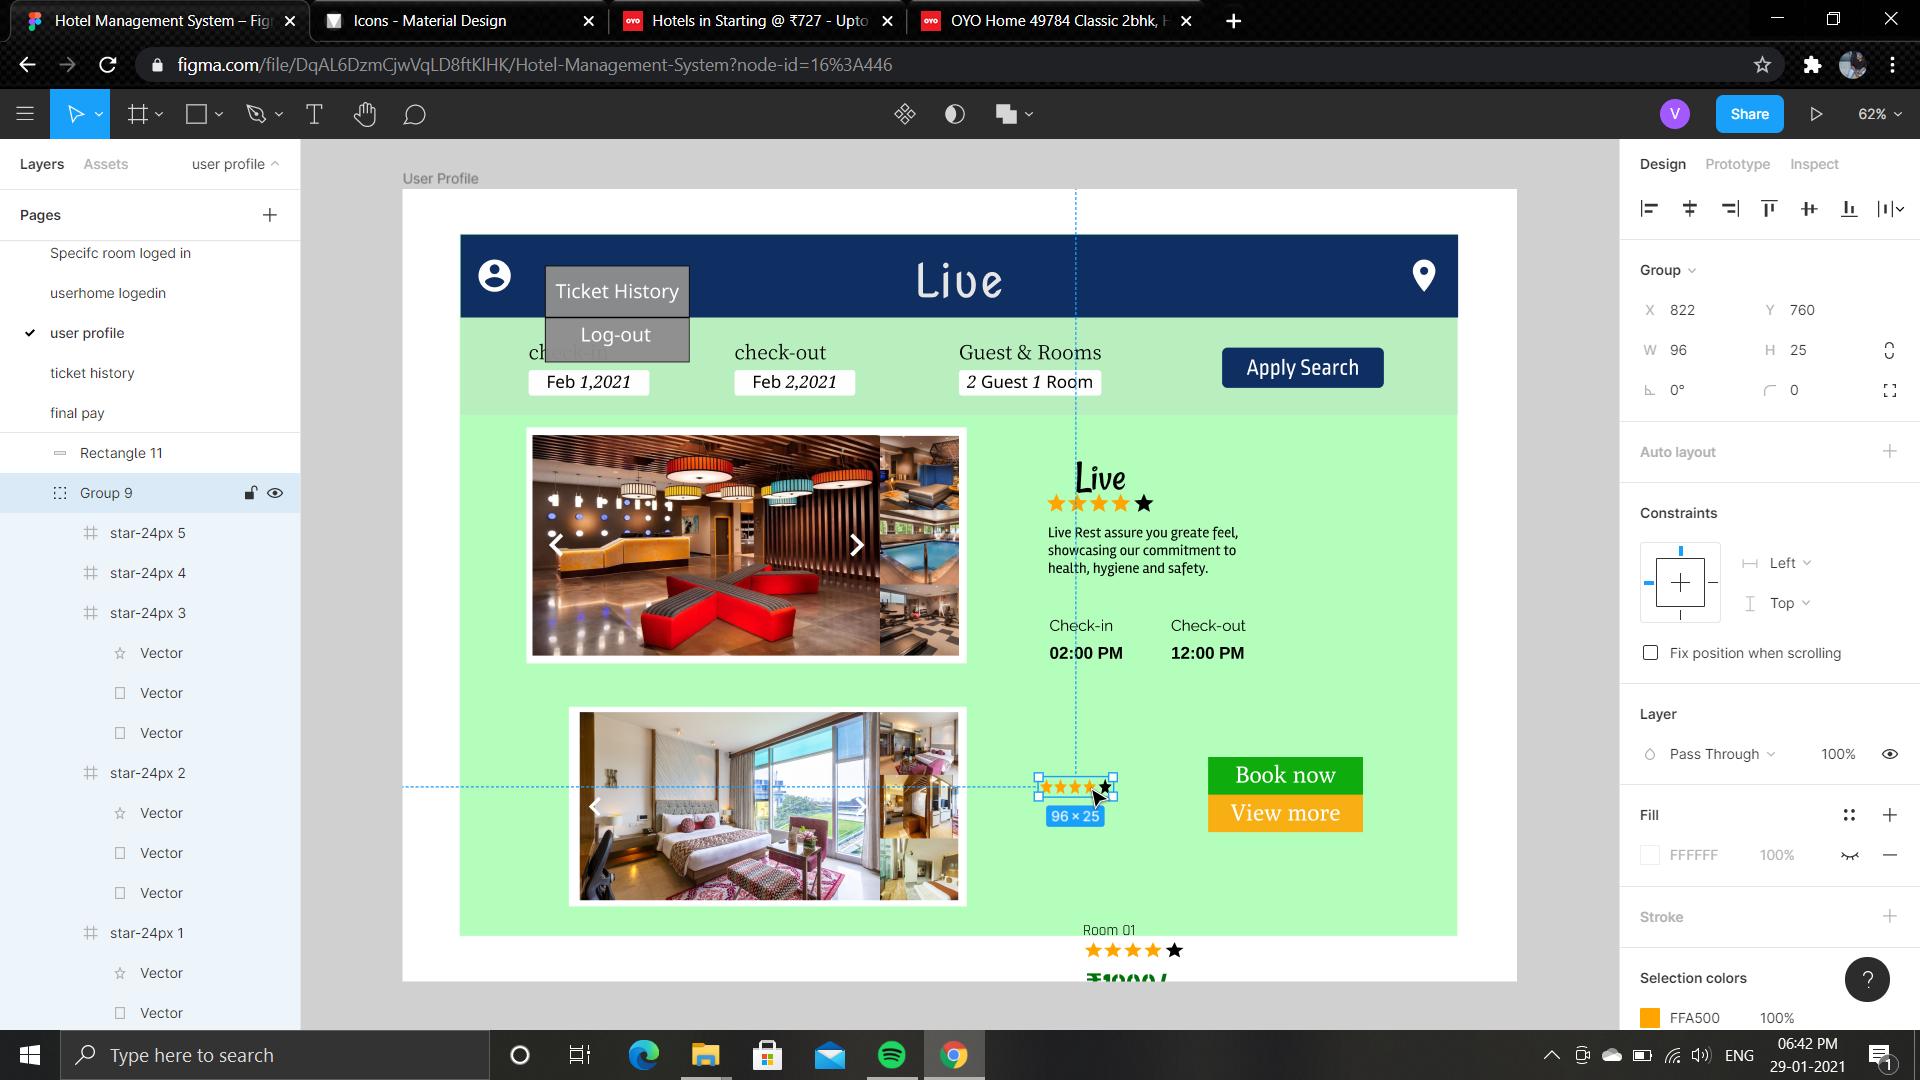 Hotel Management System – Fig
Icons - Material Design
OYO
Hotels in Starting @ ₹727 - Upto
OYO
OYO Home 49784 Classic 2bhk, H
figma.com/file/DqAL6DzmCjwVqLD8ftKlHK/Hotel-Management-System?node-id=16%3A446
V
Share
62%
Layers
Assets
user profile
Pages
Specifc room loged in
userhome logedin
user profile
ticket history
final pay
Rectangle 11
Group 9
star-24px 5
star-24px 4
star-24px 3
Vector
Vector
Vector
star-24px 2
Vector
Vector
Vector
star-24px 1
Vector
Vector
User Profile
Ticket History
Log-out
Live
check-in
Feb 1,2021
check-out
Feb 2,2021
Guest & Rooms
2 Guest 1 Room
Apply Search
Live
Live Rest assure you greate feel,
showcasing our commitment to
health, hygiene and safety.
Check-in
Check-out
02:00 PM
12:00 PM
96 × 25
Book now
View more
Room 01
₹1000/
Design
Prototype
Inspect
Group
X 822
Y 760
W 96
H 25
0°
0
Auto layout
Constraints
Left
Top
Fix position when scrolling
Layer
Pass Through
100%
Fill
FFFFFF
100%
Stroke
Selection colors
?
FFA500
100%
Type here to search
ENG
06:42 PM
29-01-2021
1